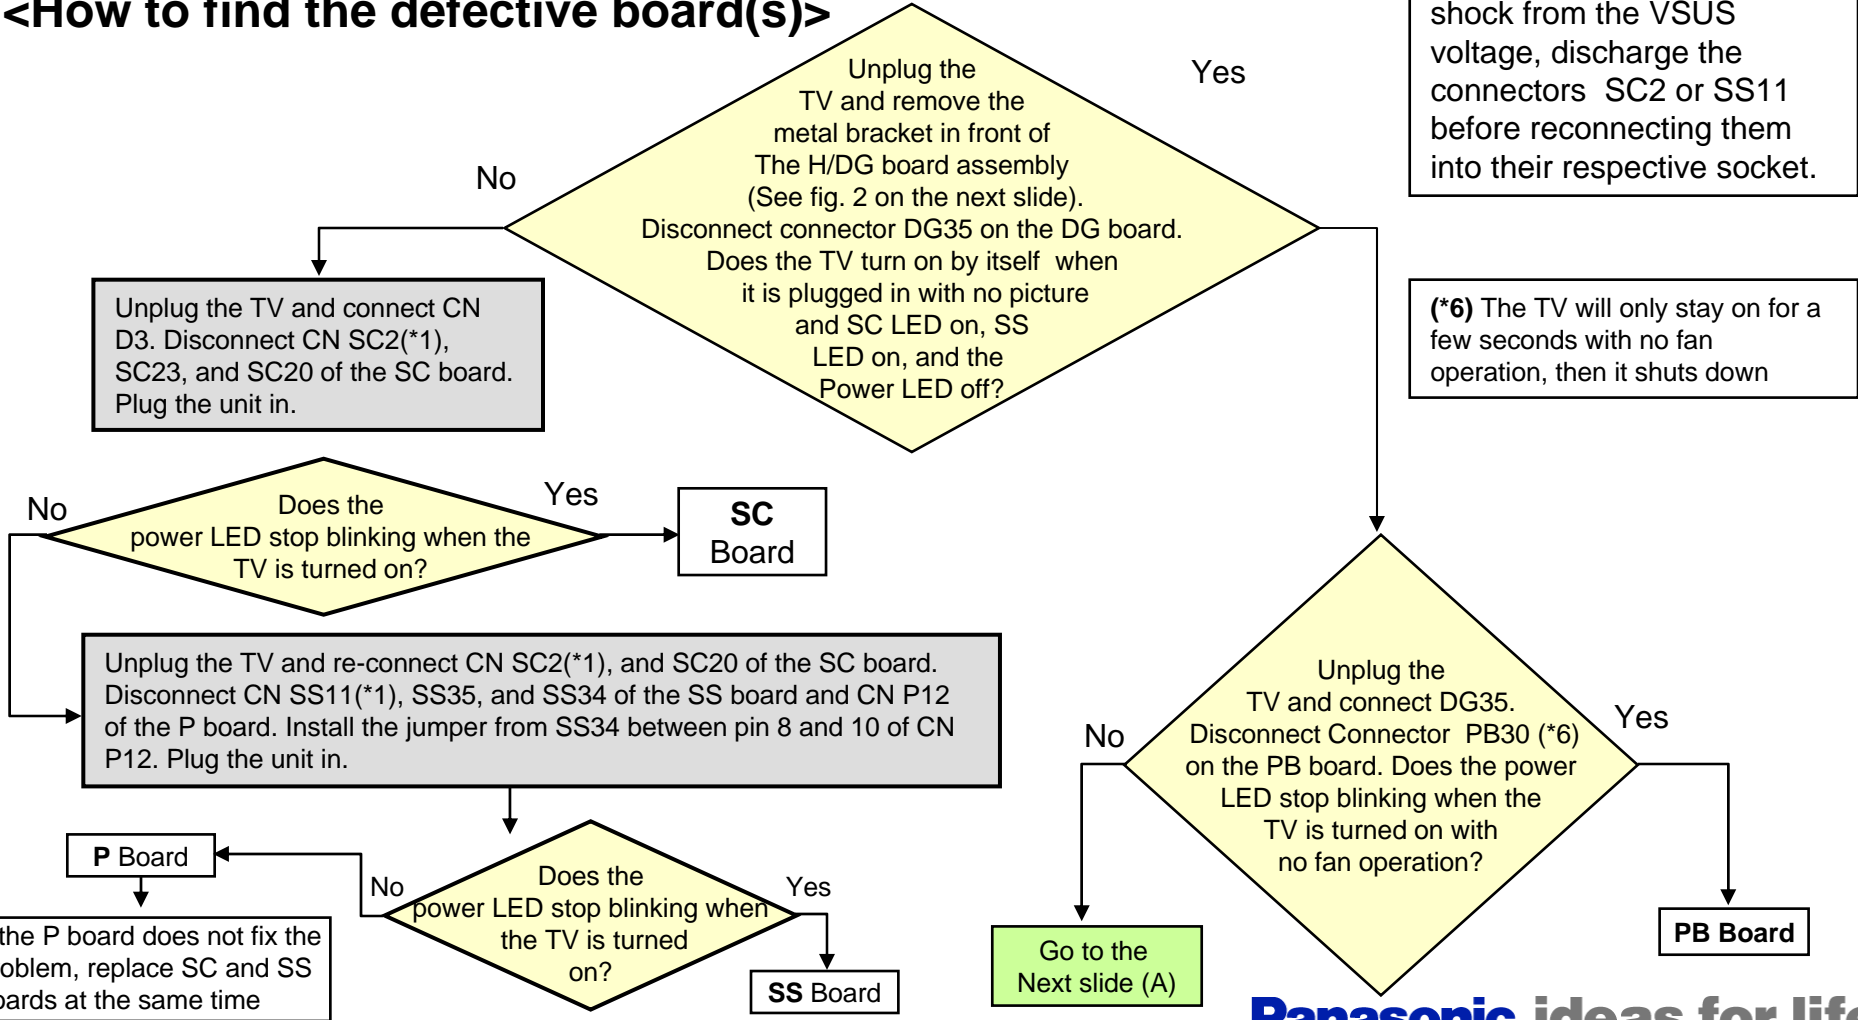 <How to find the defective board(s)>
shock from the VSUS
voltage, discharge the
connectors SC2 or SS11
before reconnecting them
into their respective socket.
Unplug the
TV and remove the
metal bracket in front of
The H/DG board assembly
(See fig. 2 on the next slide).
Disconnect connector DG35 on the DG board.
Does the TV turn on by itself when
it is plugged in with no picture
and SC LED on, SS
LED on, and the
Power LED off?
Yes
No
Unplug the TV and connect CN
D3. Disconnect CN SC2(*1),
SC23, and SC20 of the SC board.
Plug the unit in.
(*6) The TV will only stay on for a
few seconds with no fan
operation, then it shuts down
No
Does the
power LED stop blinking when the
TV is turned on?
Yes
SC
Board
Unplug the TV and re-connect CN SC2(*1), and SC20 of the SC board.
Disconnect CN SS11(*1), SS35, and SS34 of the SS board and CN P12
of the P board. Install the jumper from SS34 between pin 8 and 10 of CN
P12. Plug the unit in.
Unplug the
TV and connect DG35.
Disconnect Connector PB30 (*6)
on the PB board. Does the power
LED stop blinking when the
TV is turned on with
no fan operation?
No
Yes
P Board
No
Does the
power LED stop blinking when
the TV is turned
on?
Yes
the P board does not fix the
oblem, replace SC and SS
oards at the same time
SS Board
Go to the
Next slide (A)
PB Board
Panasonic ideas for life